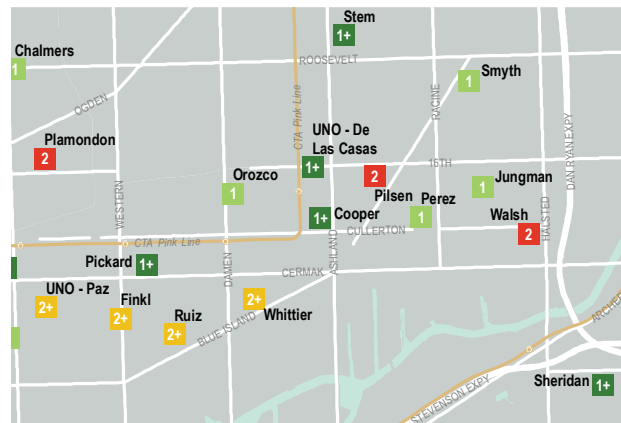 Stem
1+
ROOSEVELT
Chalmers
1
Smyth
1
OGDEN
CTA Pink Line
RACINE
DAN RYAN EXPY
Plamondon
2
UNO - De
Las Casas
1+
16TH
2
Pilsen
Orozco
1
Jungman
1
Perez
1
WESTERN
Cooper
1+
CULLERTON
Walsh
2
HALSTED
CTA Pink Line
Pickard
1+
DAMEN
CERMAK
ASHLAND
UNO - Paz
2+
Finkl
2+
Ruiz
2+
Whittier
2+
BLUE ISLAND
ARCHER
STEVENSON EXPY
Sheridan
1+